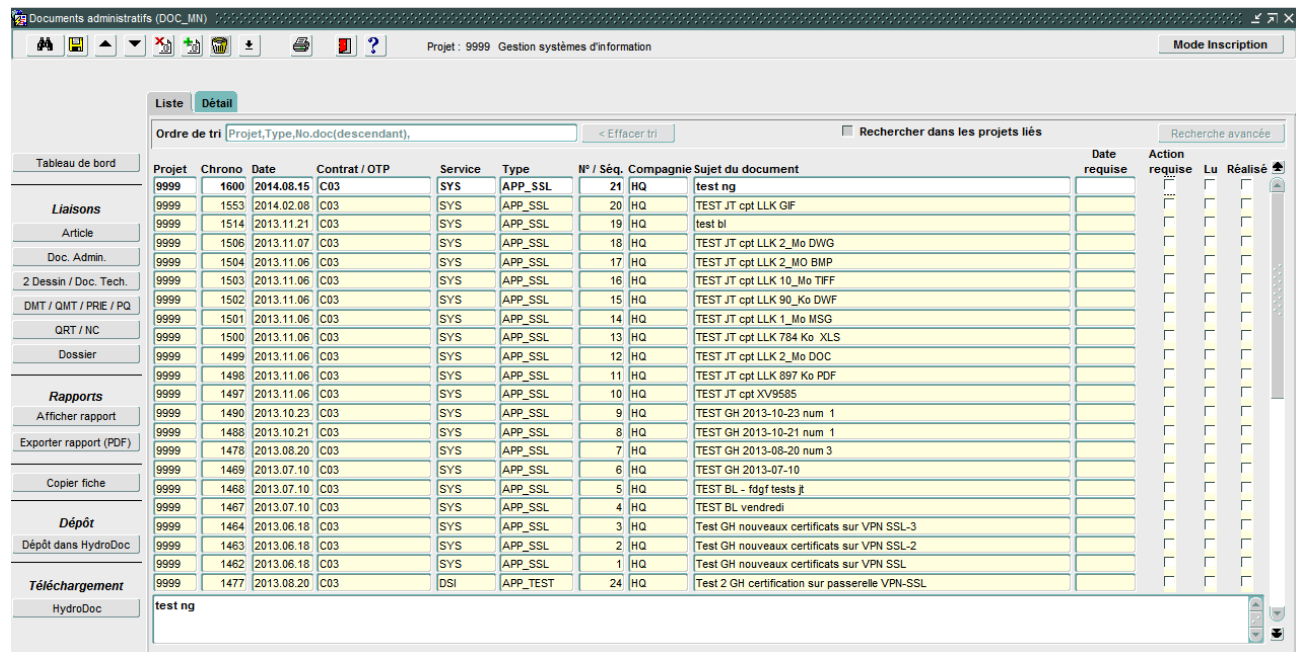 Documents administratifs (DOC_MN)
Projet : 9999 Gestion systèmes d'information
Mode Inscription
Liste Détail
Ordre de tri Projet,Type,No.doc(descendant), < Effacer tri Rechercher dans les projets liés Recherche avancée
Tableau de bord
Liaisons
Article
Doc. Admin.
2 Dessin / Doc. Tech.
DMT / QMT / PRIE / PQ
QRT / NC
Dossier
Rapports
Afficher rapport
Exporter rapport (PDF)
Copier fiche
Dépôt
Dépôt dans HydroDoc
Téléchargement
HydroDoc
Date Action
Projet Chrono Date Contrat / OTP Service Type Nº / Séq. Compagnie Sujet du document requise requise Lu Réalisé
9999 1600 2014.08.15 C03 SYS APP_SSL 21 HQ test ng
9999 1553 2014.02.08 C03 SYS APP_SSL 20 HQ TEST JT cpt LLK GIF
9999 1514 2013.11.21 C03 SYS APP_SSL 19 HQ test bl
9999 1506 2013.11.07 C03 SYS APP_SSL 18 HQ TEST JT cpt LLK 2_Mo DWG
9999 1504 2013.11.06 C03 SYS APP_SSL 17 HQ TEST JT cpt LLK 2_MO BMP
9999 1503 2013.11.06 C03 SYS APP_SSL 16 HQ TEST JT cpt LLK 10_Mo TIFF
9999 1502 2013.11.06 C03 SYS APP_SSL 15 HQ TEST JT cpt LLK 90_Ko DWF
9999 1501 2013.11.06 C03 SYS APP_SSL 14 HQ TEST JT cpt LLK 1_Mo MSG
9999 1500 2013.11.06 C03 SYS APP_SSL 13 HQ TEST JT cpt LLK 784 Ko XLS
9999 1499 2013.11.06 C03 SYS APP_SSL 12 HQ TEST JT cpt LLK 2_Mo DOC
9999 1498 2013.11.06 C03 SYS APP_SSL 11 HQ TEST JT cpt LLK 897 Ko PDF
9999 1497 2013.11.06 C03 SYS APP_SSL 10 HQ TEST JT cpt XV9585
9999 1490 2013.10.23 C03 SYS APP_SSL 9 HQ TEST GH 2013-10-23 num 1
9999 1488 2013.10.21 C03 SYS APP_SSL 8 HQ TEST GH 2013-10-21 num 1
9999 1478 2013.08.20 C03 SYS APP_SSL 7 HQ TEST GH 2013-08-20 num 3
9999 1469 2013.07.10 C03 SYS APP_SSL 6 HQ TEST GH 2013-07-10
9999 1468 2013.07.10 C03 SYS APP_SSL 5 HQ TEST BL - fdgf tests jt
9999 1467 2013.07.10 C03 SYS APP_SSL 4 HQ TEST BL vendredi
9999 1464 2013.06.18 C03 SYS APP_SSL 3 HQ Test GH nouveaux certificats sur VPN SSL-3
9999 1463 2013.06.18 C03 SYS APP_SSL 2 HQ Test GH nouveaux certificats sur VPN SSL-2
9999 1462 2013.06.18 C03 SYS APP_SSL 1 HQ Test GH nouveaux certificats sur VPN SSL
9999 1477 2013.08.20 C03 DSI APP_TEST 24 HQ Test 2 GH certification sur passerelle VPN-SSL
test ng